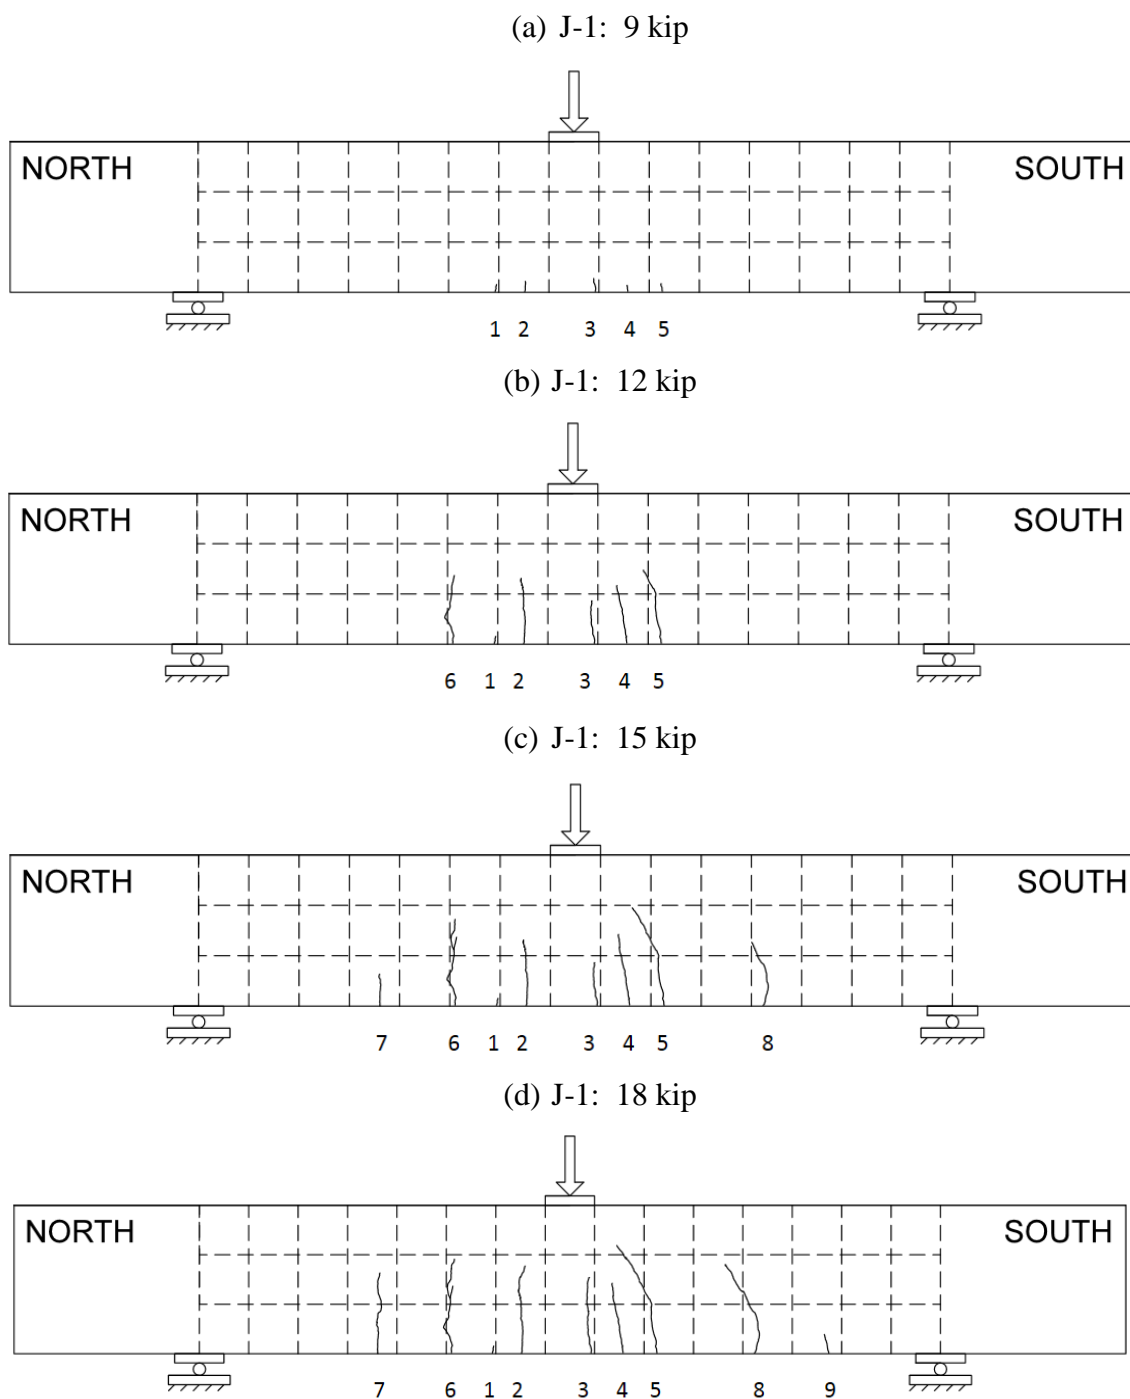 (a) J-1: 9 kip
NORTH SOUTH
1 2 3 4 5
(b) J-1: 12 kip
NORTH SOUTH
6 1 2 3 4 5
(c) J-1: 15 kip
NORTH SOUTH
7 6 1 2 3 4 5 8
(d) J-1: 18 kip
NORTH SOUTH
7 6 1 2 3 4 5 8 9